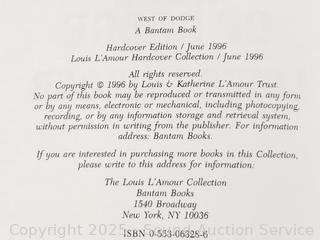 WEST OF DODGE
A Bantam Book
Hardcover Edition / June 1996
Louis L'Amour Hardcover Collection / June 1996
All rights reserved.
Copyright © 1996 by Louis & Katherine L'Amour Trust.
No part of this book may be reproduced or transmitted in any form
or by any means, electronic or mechanical, including photocopying,
recording, or by any information storage and retrieval system,
without permission in writing from the publisher. For information
address: Bantam Books.
If you are interested in purchasing more books in this Collection,
please write to this address for information:
The Louis L'Amour Collection
Bantam Books
1540 Broadway
New York, NY 10036
ISBN 0-553-06328-6
Copyright 2025 - Sound Auction Service